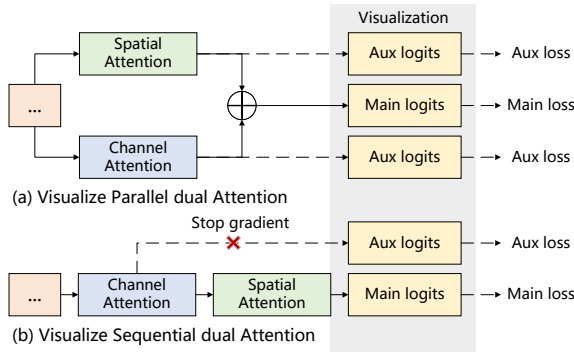 Visualization
Spatial
Attention
Aux logits
Aux loss
...
Main logits
Main loss
Channel
Attention
Aux logits
Aux loss
(a) Visualize Parallel dual Attention
Stop gradient
Aux logits
Aux loss
...
Channel
Attention
Spatial
Attention
Main logits
Main loss
(b) Visualize Sequential dual Attention